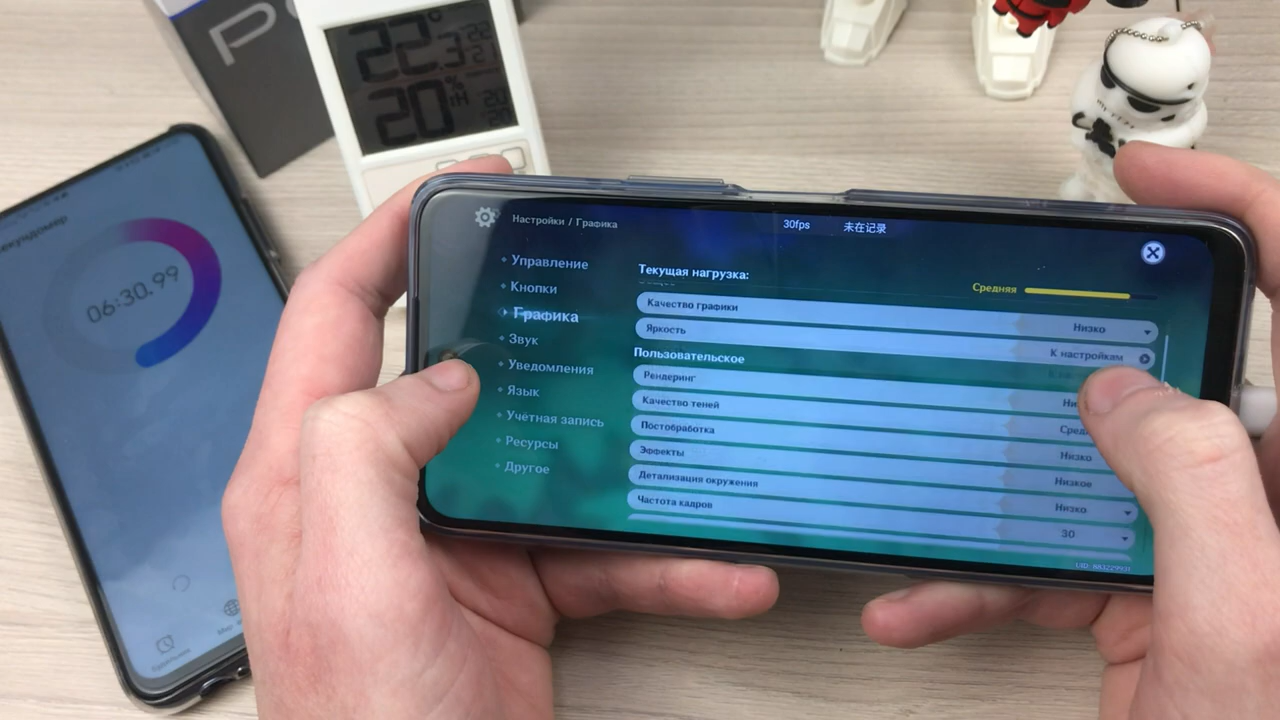 22°
20%
06:30.99
Настройки / Графика
30fps
未在记录
Управление
Кнопки
Графика
Звук
Уведомления
Язык
Учётная запись
Ресурсы
Другое
Текущая нагрузка:
Средняя
Качество графики
Низко
Яркость
К настройкам
Пользовательское
Рендеринг
Качество теней
Постобработка
Низко
Эффекты
Низкое
Детализация окружения
Низко
Частота кадров
30